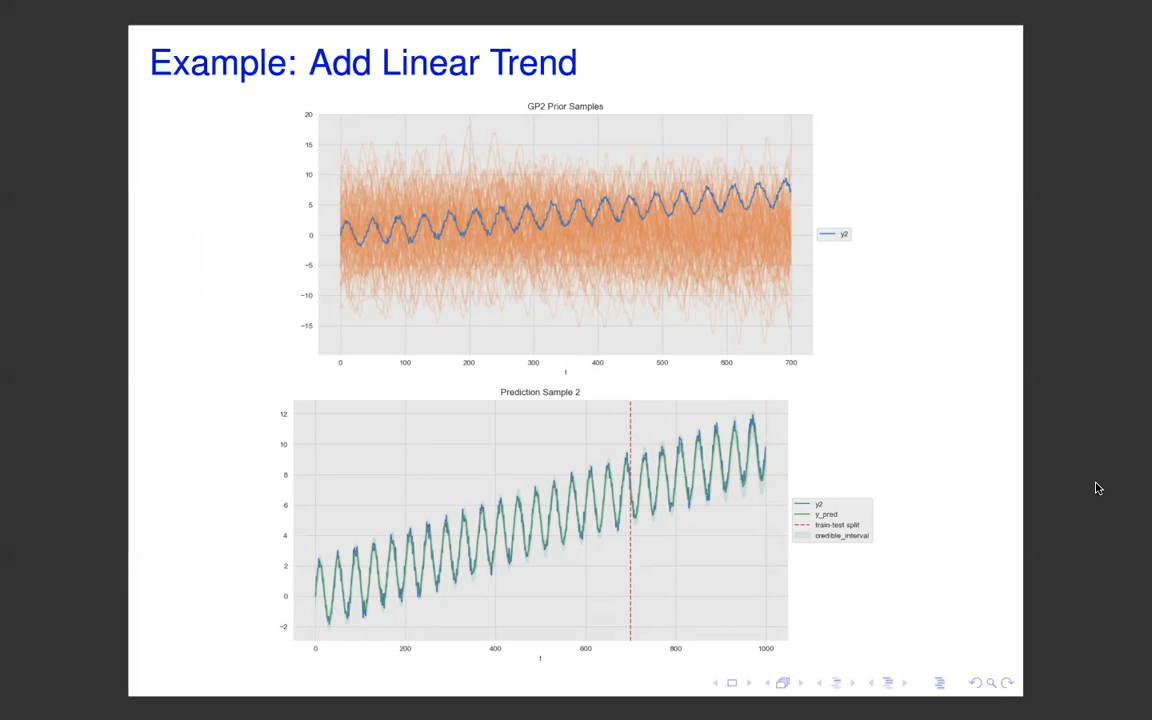 Example: Add Linear Trend
GP2 Prior Samples
20
15
10
5
0
−5
−10
−15
0 100 200 300 400 500 600 700
t
y2
Prediction Sample 2
12
10
8
6
4
2
0
−2
0 200 400 600 800 1000
t
y2
y_pred
train-test split
credible_interval